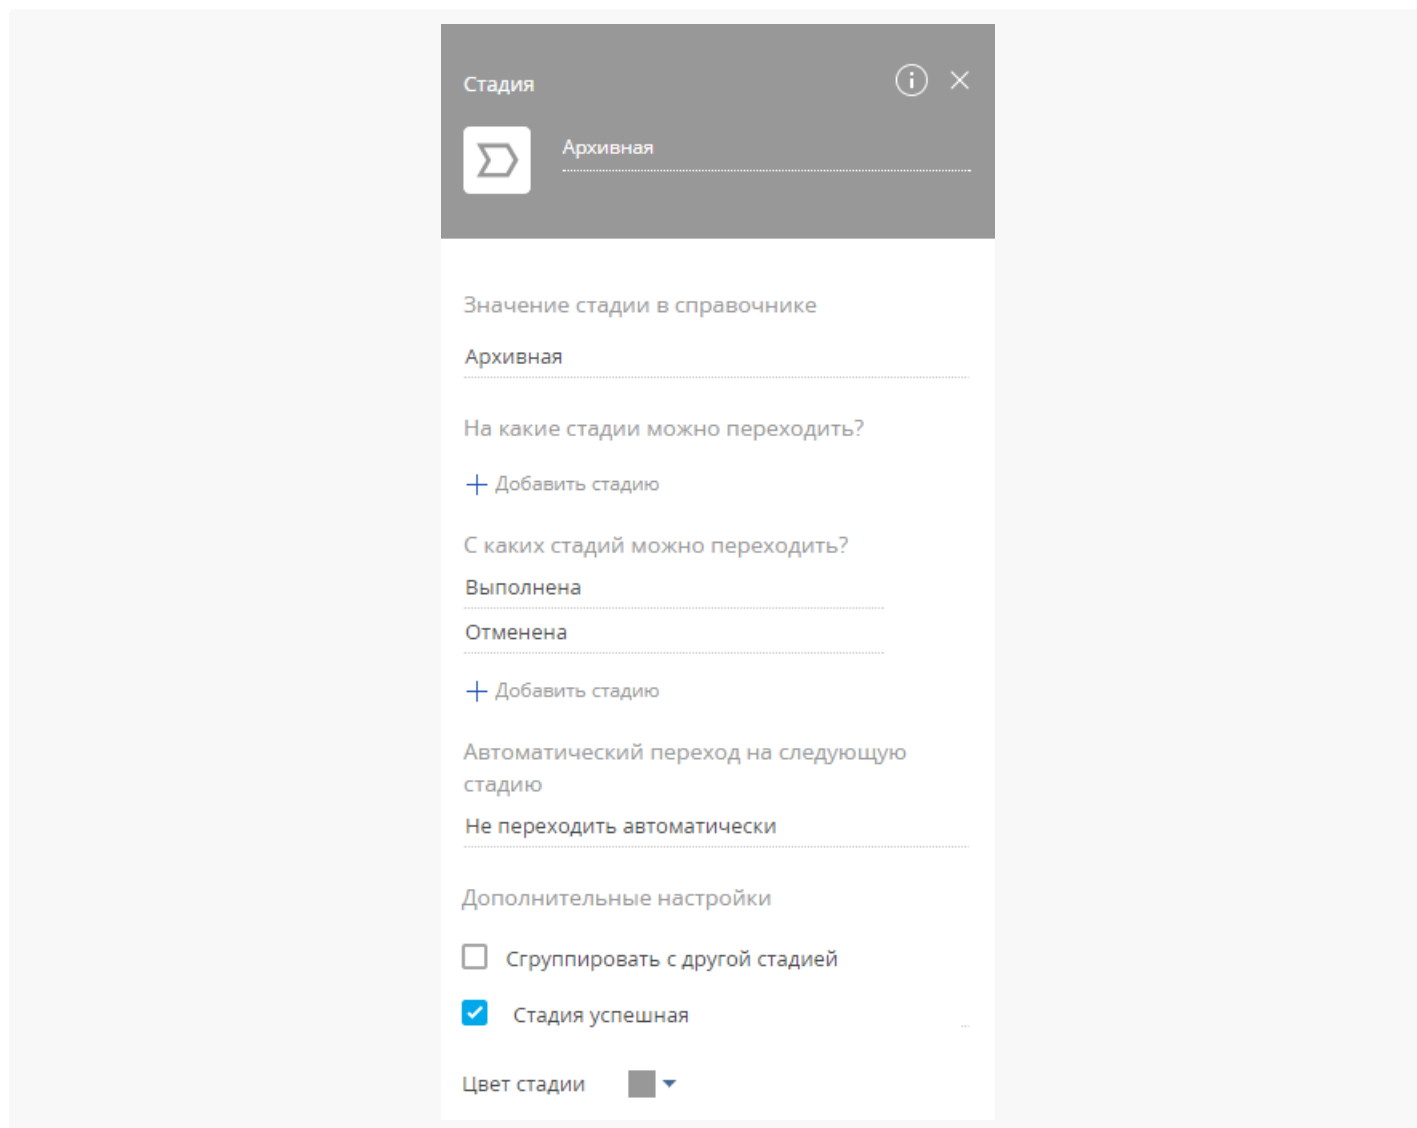 Стадия
Архивная
Значение стадии в справочнике
Архивная
На какие стадии можно переходить?
Добавить стадию
С каких стадий можно переходить?
Выполнена
Отменена
Добавить стадию
Автоматический переход на следующую
стадию
Не переходить автоматически
Дополнительные настройки
Сгруппировать с другой стадией
Стадия успешная
Цвет стадии